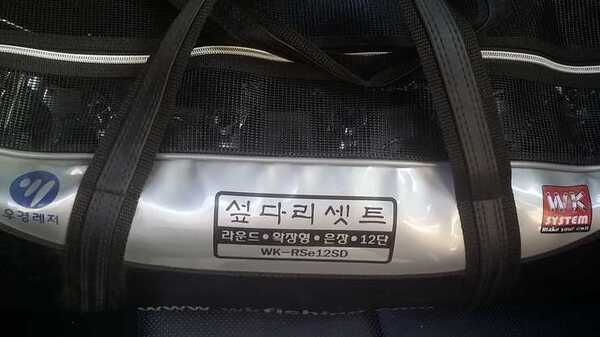 우경레저
섶다리셋트
라운드•확장형•은장•12단
WK-RSe12SD
WK
SYSTEM
Make your own